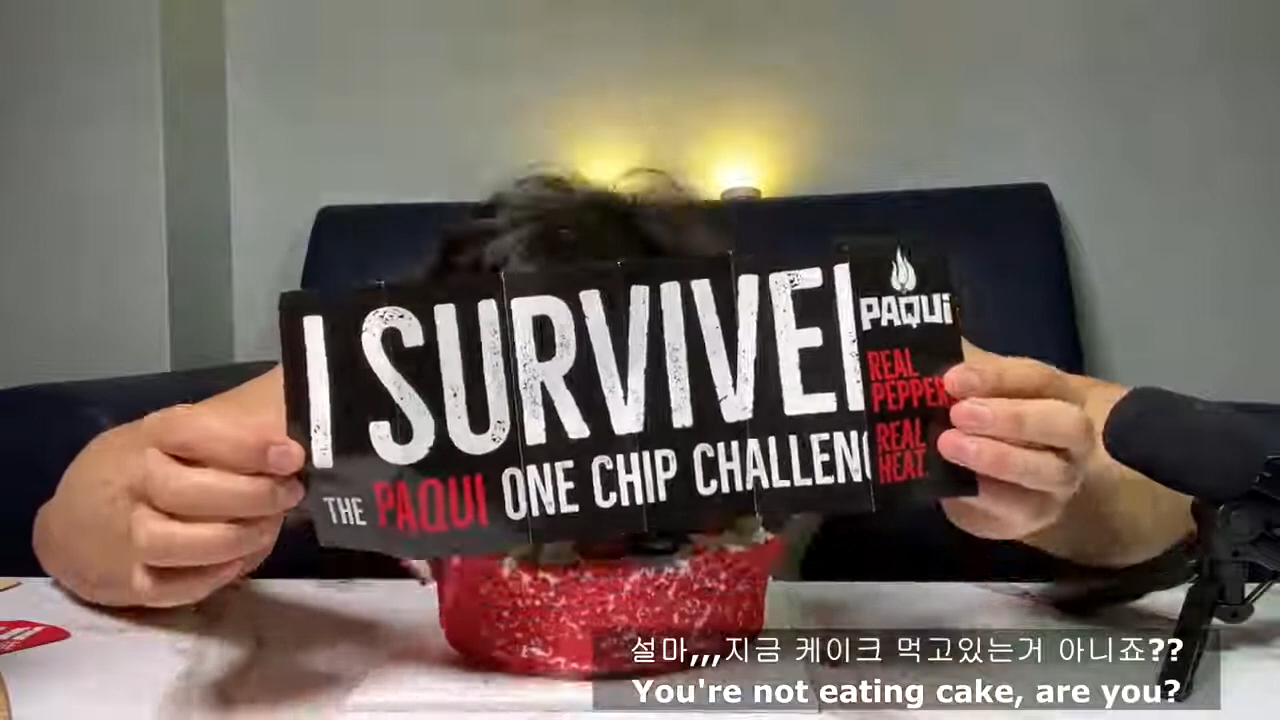 I SURVIVE
THE PAQUI ONE CHIP CHALLEN
PAQUI
REAL
PEPPER
REAL
HEAT.
설마,,,지금 케이크 먹고있는거 아니죠??
You're not eating cake, are you?